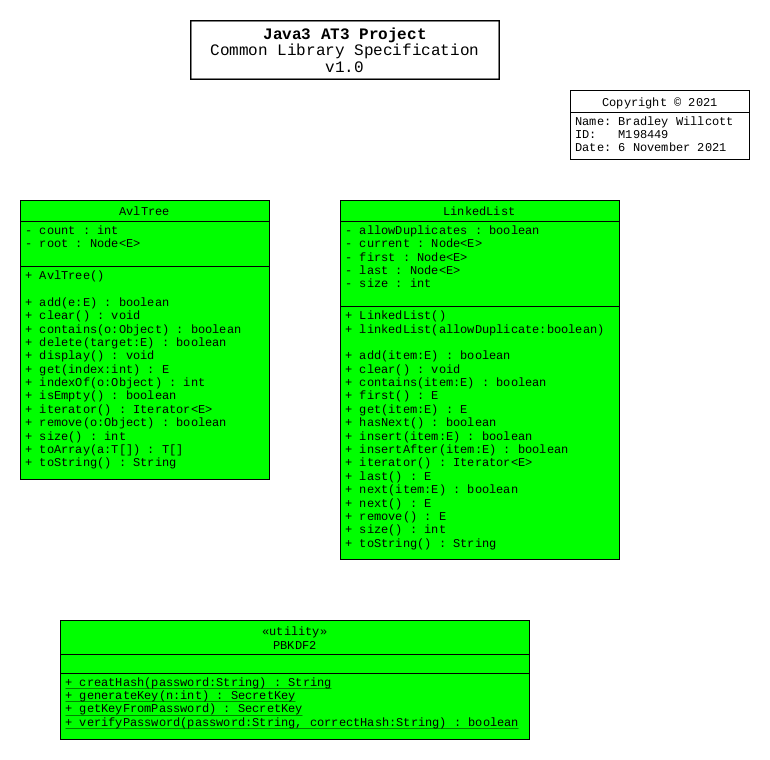 Java3 AT3 Project
Common Library Specification
v1.0
Copyright © 2021
Name: Bradley Willcott
ID:   M198449
Date: 6 November 2021
AvlTree
- count : int
- root : Node<E>
+ AvlTree()
+ add(e:E) : boolean
+ clear() : void
+ contains(o:Object) : boolean
+ delete(target:E) : boolean
+ display() : void
+ get(index:int) : E
+ indexOf(o:Object) : int
+ isEmpty() : boolean
+ iterator() : Iterator<E>
+ remove(o:Object) : boolean
+ size() : int
+ toArray(a:T[]) : T[]
+ toString() : String
LinkedList
- allowDuplicates : boolean
- current : Node<E>
- first : Node<E>
- last : Node<E>
- size : int
+ LinkedList()
+ linkedList(allowDuplicate:boolean)
+ add(item:E) : boolean
+ clear() : void
+ contains(item:E) : boolean
+ first() : E
+ get(item:E) : E
+ hasNext() : boolean
+ insert(item:E) : boolean
+ insertAfter(item:E) : boolean
+ iterator() : Iterator<E>
+ last() : E
+ next(item:E) : boolean
+ next() : E
+ remove() : E
+ size() : int
+ toString() : String
«utility»
PBKDF2
+ creatHash(password:String) : String
+ generateKey(n:int) : SecretKey
+ getKeyFromPassword) : SecretKey
+ verifyPassword(password:String, correctHash:String) : boolean